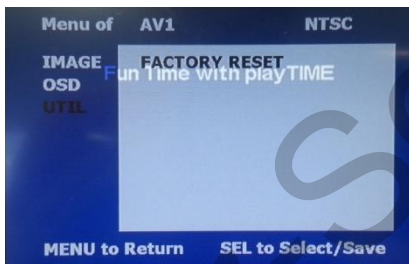 Menu of AV1 NTSC
IMAGE FACTORY RESET
Fun Time with playTIME
OSD
UTIL
MENU to Return SEL to Select/Save